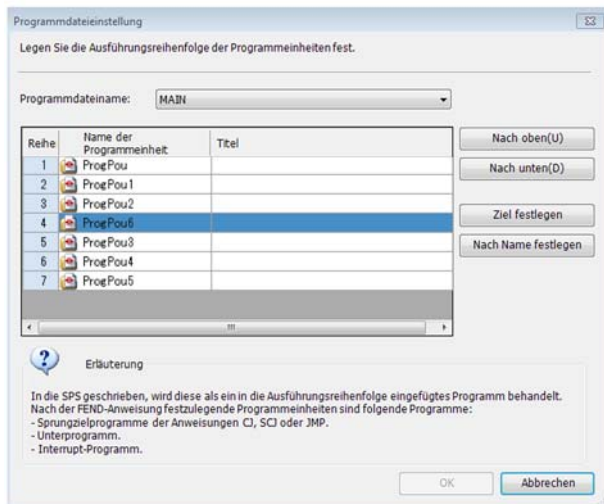 Programmdateieinstellung
Legen Sie die Ausführungsreihenfolge der Programmeinheiten fest.
Programmdateiname: MAIN
Reihe Name der Programmeinheit Titel
1 ProgPou
2 ProgPou1
3 ProgPou2
4 ProgPou6
5 ProgPou3
6 ProgPou4
7 ProgPou5
Nach oben(U)
Nach unten(D)
Ziel festlegen
Nach Name festlegen
Erläuterung
In die SPS geschrieben, wird diese als ein in die Ausführungsreihenfolge eingefügtes Programm behandelt.
Nach der FEND-Anweisung festzulegende Programmeinheiten sind folgende Programme:
- Sprungzielprogramme der Anweisungen CJ, SCJ oder JMP.
- Unterprogramm.
- Interrupt-Programm.
OK Abbrechen